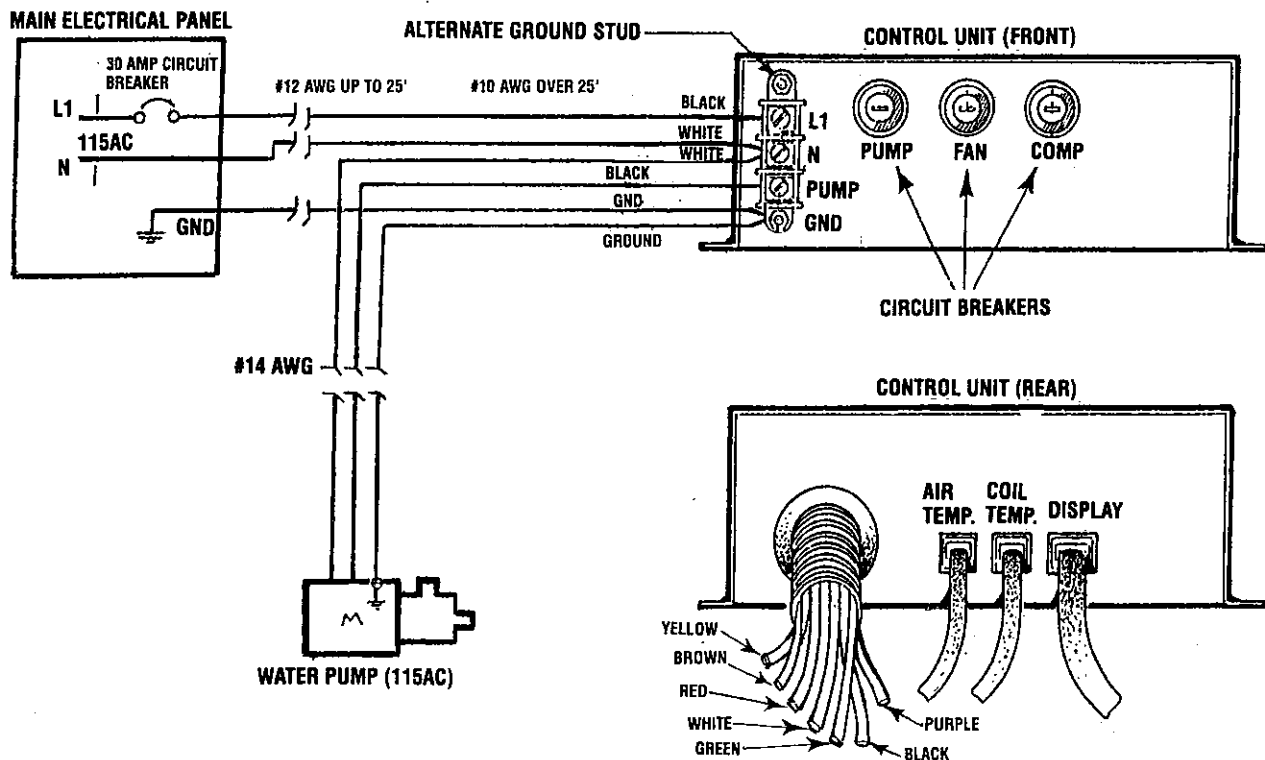 MAIN ELECTRICAL PANEL
30 AMP CIRCUIT
BREAKER
L1
115AC
N
GND
#12 AWG UP TO 25'
#10 AWG OVER 25'
ALTERNATE GROUND STUD
BLACK
WHITE
WHITE
BLACK
GND
GROUND
CONTROL UNIT (FRONT)
L1
N
PUMP
GND
PUMP
FAN
COMP
CIRCUIT BREAKERS
#14 AWG
M
WATER PUMP (115AC)
CONTROL UNIT (REAR)
AIR
TEMP.
COIL
TEMP.
DISPLAY
YELLOW
BROWN
RED
WHITE
GREEN
PURPLE
BLACK